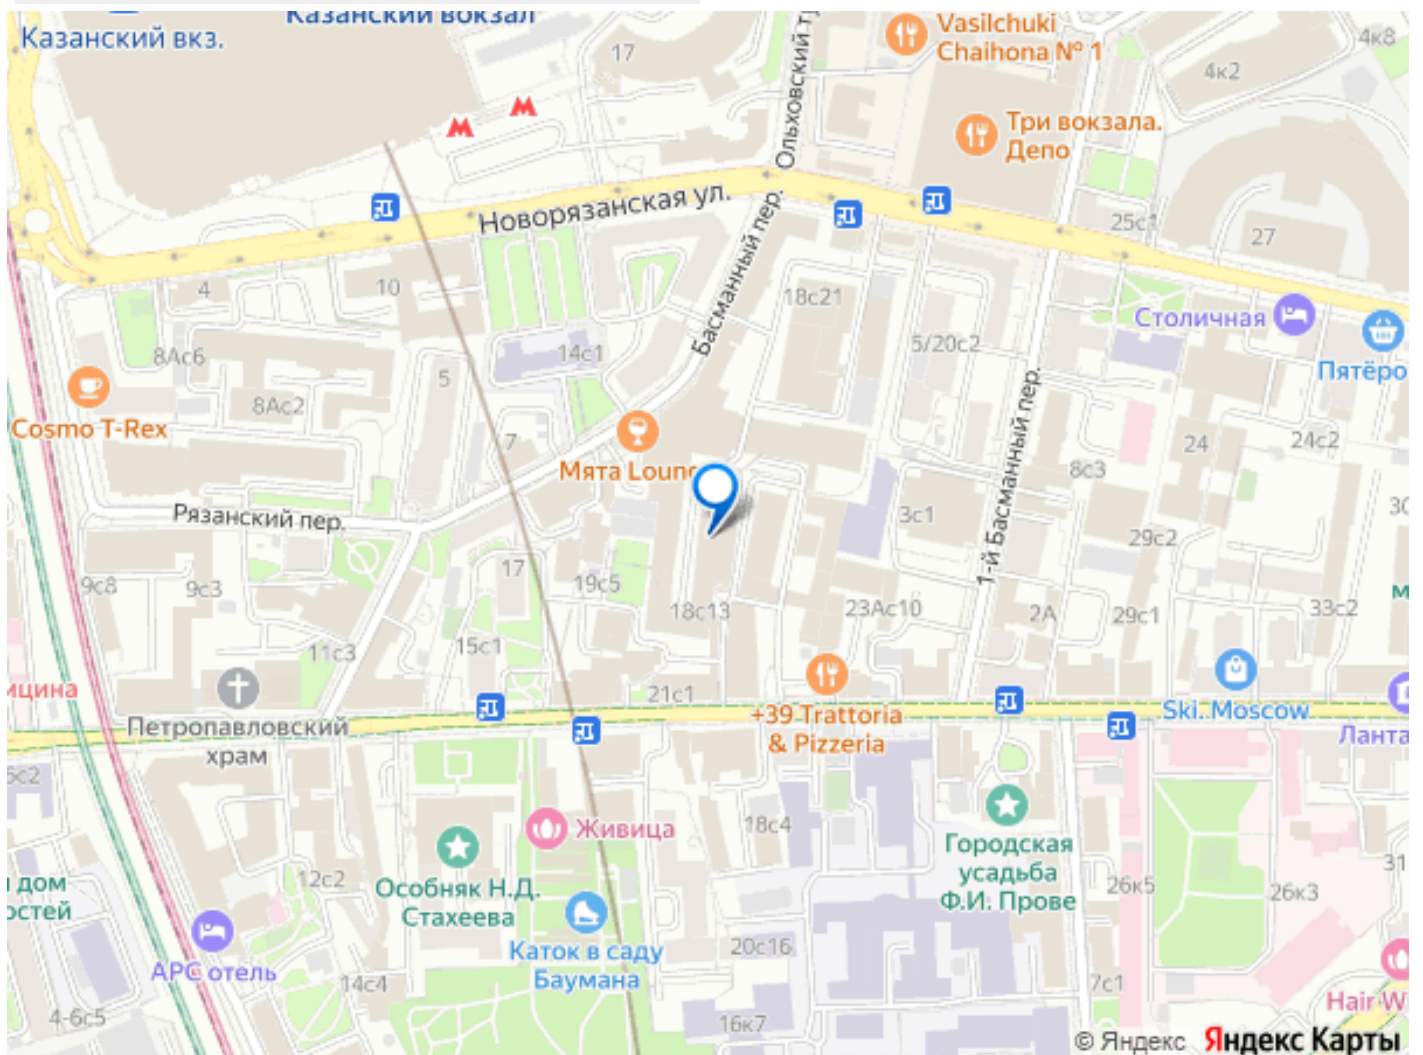 Казанский вокзал
Казанский вкз.
17
Ольховский ту
Vasilchuki
Chaihona № 1
4к8
4к2
Три вокзала.
Депо
Новорязанская ул.
Басманный пер.
25с1
27
4
10
18с21
Столичная
8Ас6
14с1
5/20с2
Пятёро
5
8Ас2
Cosmo T-Rex
7
Мята Loung
24
24с2
8с3
1-й Басманный пер.
Рязанский пер.
3с1
30
29с2
9с8
9с3
17
19с5
18с13
23Ас10
2А
29с1
33с2
м
11с3
15с1
ицина
21с1
Петропавловский
храм
+39 Trattoria
& Pizzeria
Ski. Moscow
Ланта
6с2
18с4
Живица
Городская
усадьба
Ф.И. Прове
31
дом
остей
12с2
Особняк Н.Д.
Стахеева
26к5
26к3
АРС отель
Каток в саду
Баумана
20с16
14с4
7с1
4-6с5
16к7
Hair W
© Яндекс Яндекс Карты